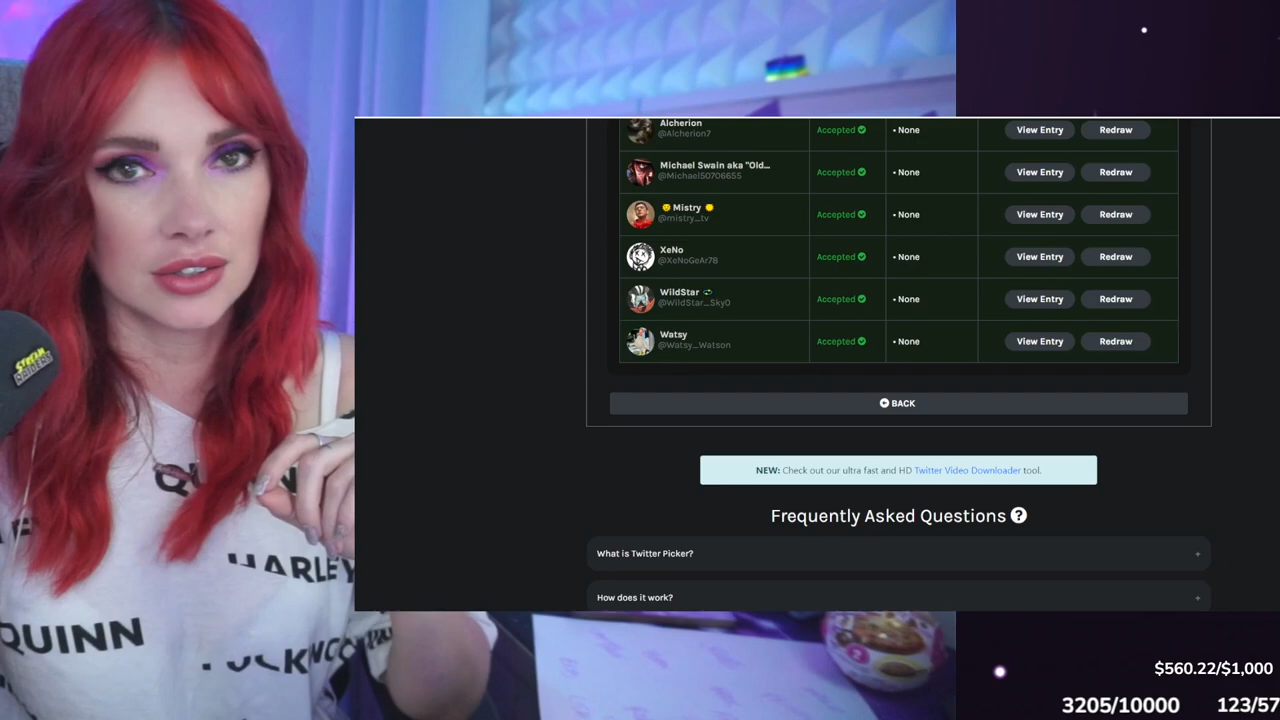 Alcherion
@Alcherion7
Accepted
• None
View Entry
Redraw
Michael Swain aka "Old...
@Michael50706655
Accepted
• None
View Entry
Redraw
Mistry
@mistry_tv
Accepted
• None
View Entry
Redraw
XeNo
@XeNoGeAr78
Accepted
• None
View Entry
Redraw
WildStar
@WildStar_Sky0
Accepted
• None
View Entry
Redraw
Watsy
@Watsy_Watson
Accepted
• None
View Entry
Redraw
BACK
NEW: Check out our ultra fast and HD Twitter Video Downloader tool.
Frequently Asked Questions ?
What is Twitter Picker? +
How does it work? +
HARLEY
QUINN
$560.22/$1,000
3205/10000
123/57